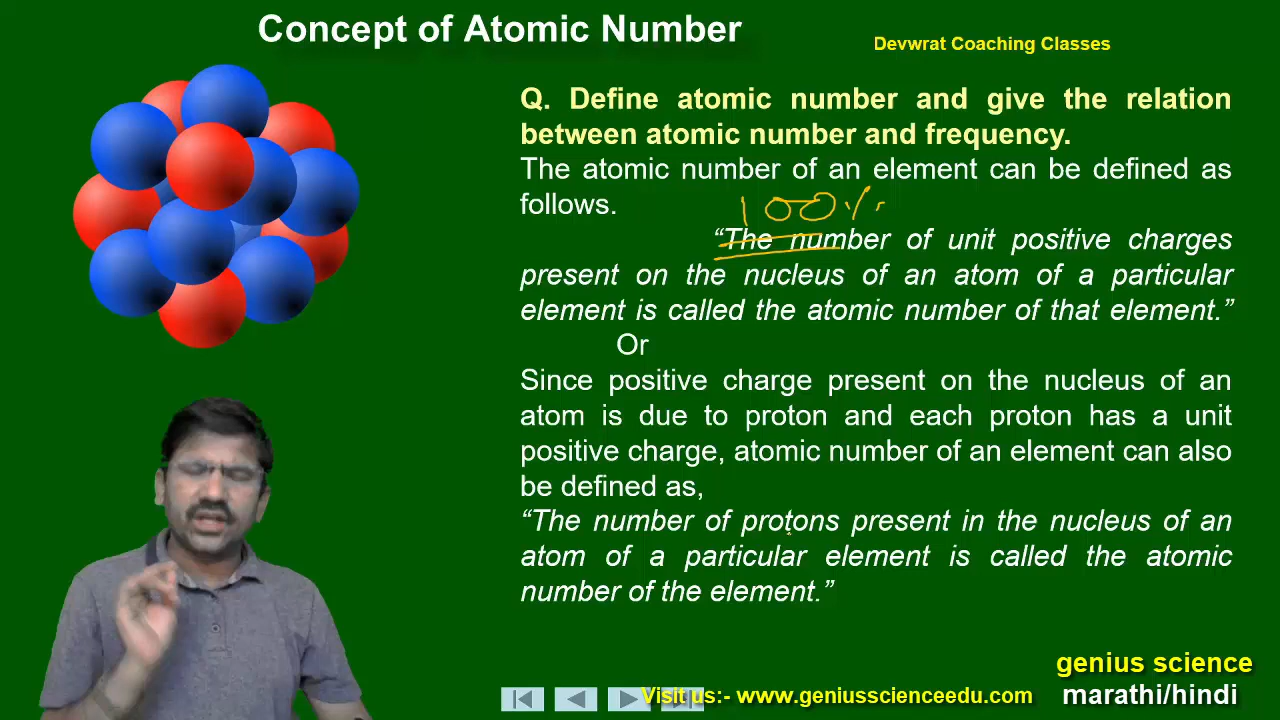 Concept of Atomic Number
Devwrat Coaching Classes
Q. Define atomic number and give the relation
between atomic number and frequency.
The atomic number of an element can be defined as
follows.
100%
“The number of unit positive charges
present on the nucleus of an atom of a particular
element is called the atomic number of that element.”
Or
Since positive charge present on the nucleus of an
atom is due to proton and each proton has a unit
positive charge, atomic number of an element can also
be defined as,
“The number of protons present in the nucleus of an
atom of a particular element is called the atomic
number of the element.”
genius science
marathi/hindi
Visit us:- www.geniusscienceedu.com